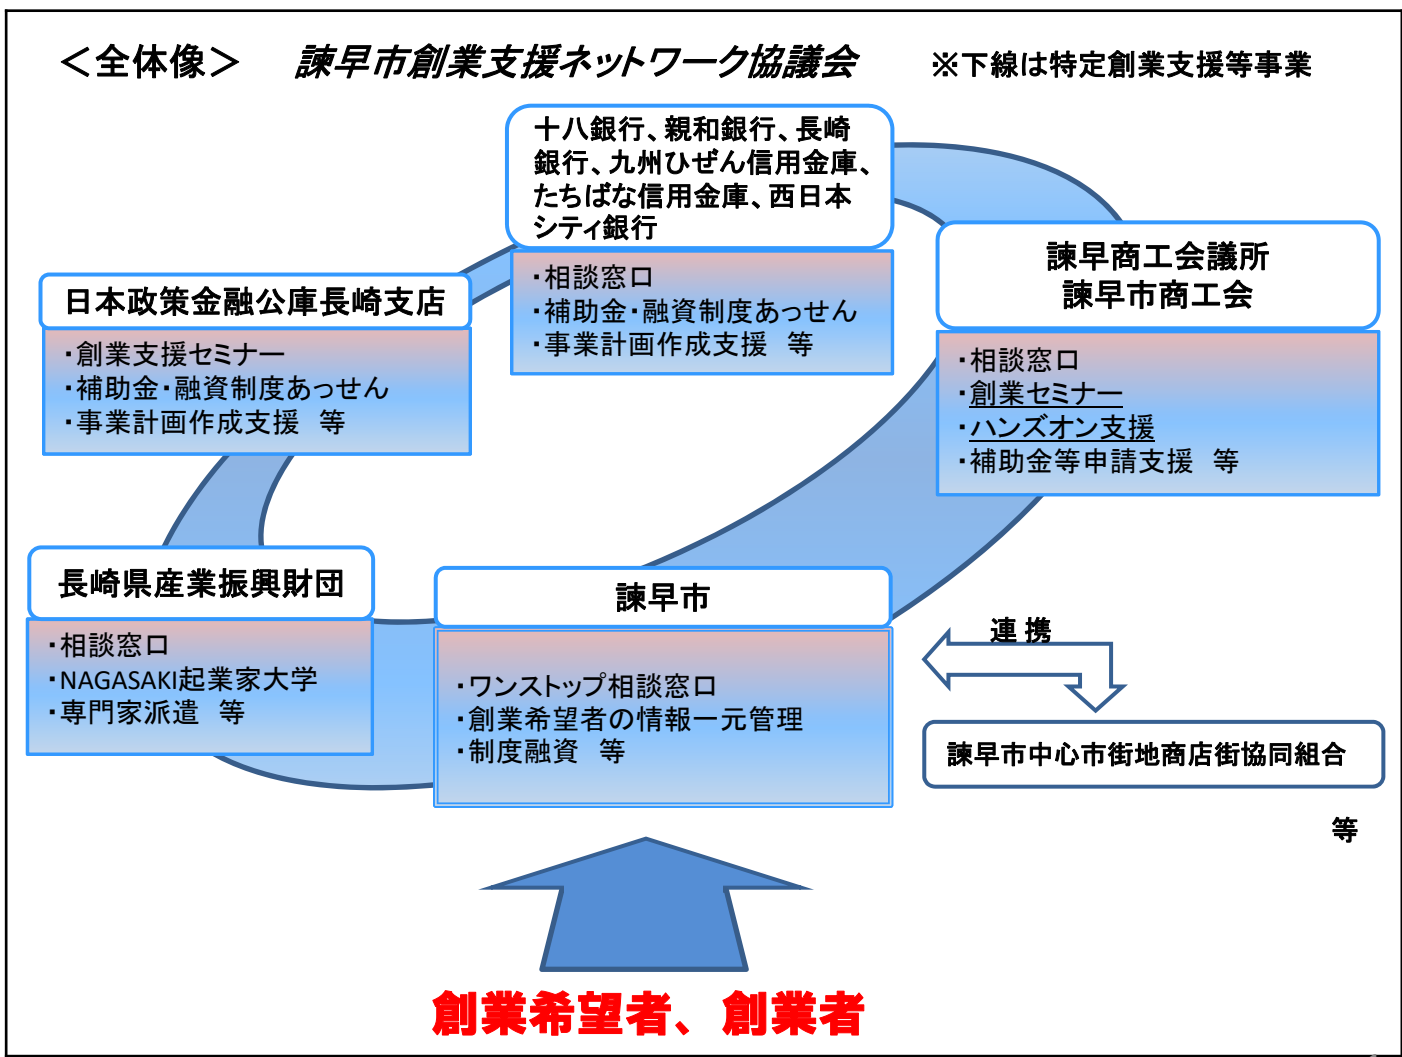 ＜全体像＞　諫早市創業支援ネットワーク協議会　※下線は特定創業支援等事業
十八銀行、親和銀行、長崎
銀行、九州ひぜん信用金庫、
たちばな信用金庫、西日本
シティ銀行
・相談窓口
・補助金・融資制度あっせん
・事業計画作成支援　等
諫早商工会議所
諫早市商工会
・相談窓口
・創業セミナー
・ハンズオン支援
・補助金等申請支援　等
日本政策金融公庫長崎支店
・創業支援セミナー
・補助金・融資制度あっせん
・事業計画作成支援　等
長崎県産業振興財団
・相談窓口
・NAGASAKI起業家大学
・専門家派遣　等
諫早市
・ワンストップ相談窓口
・創業希望者の情報一元管理
・制度融資　等
連 携
諫早市中心市街地商店街協同組合
等
創業希望者、創業者